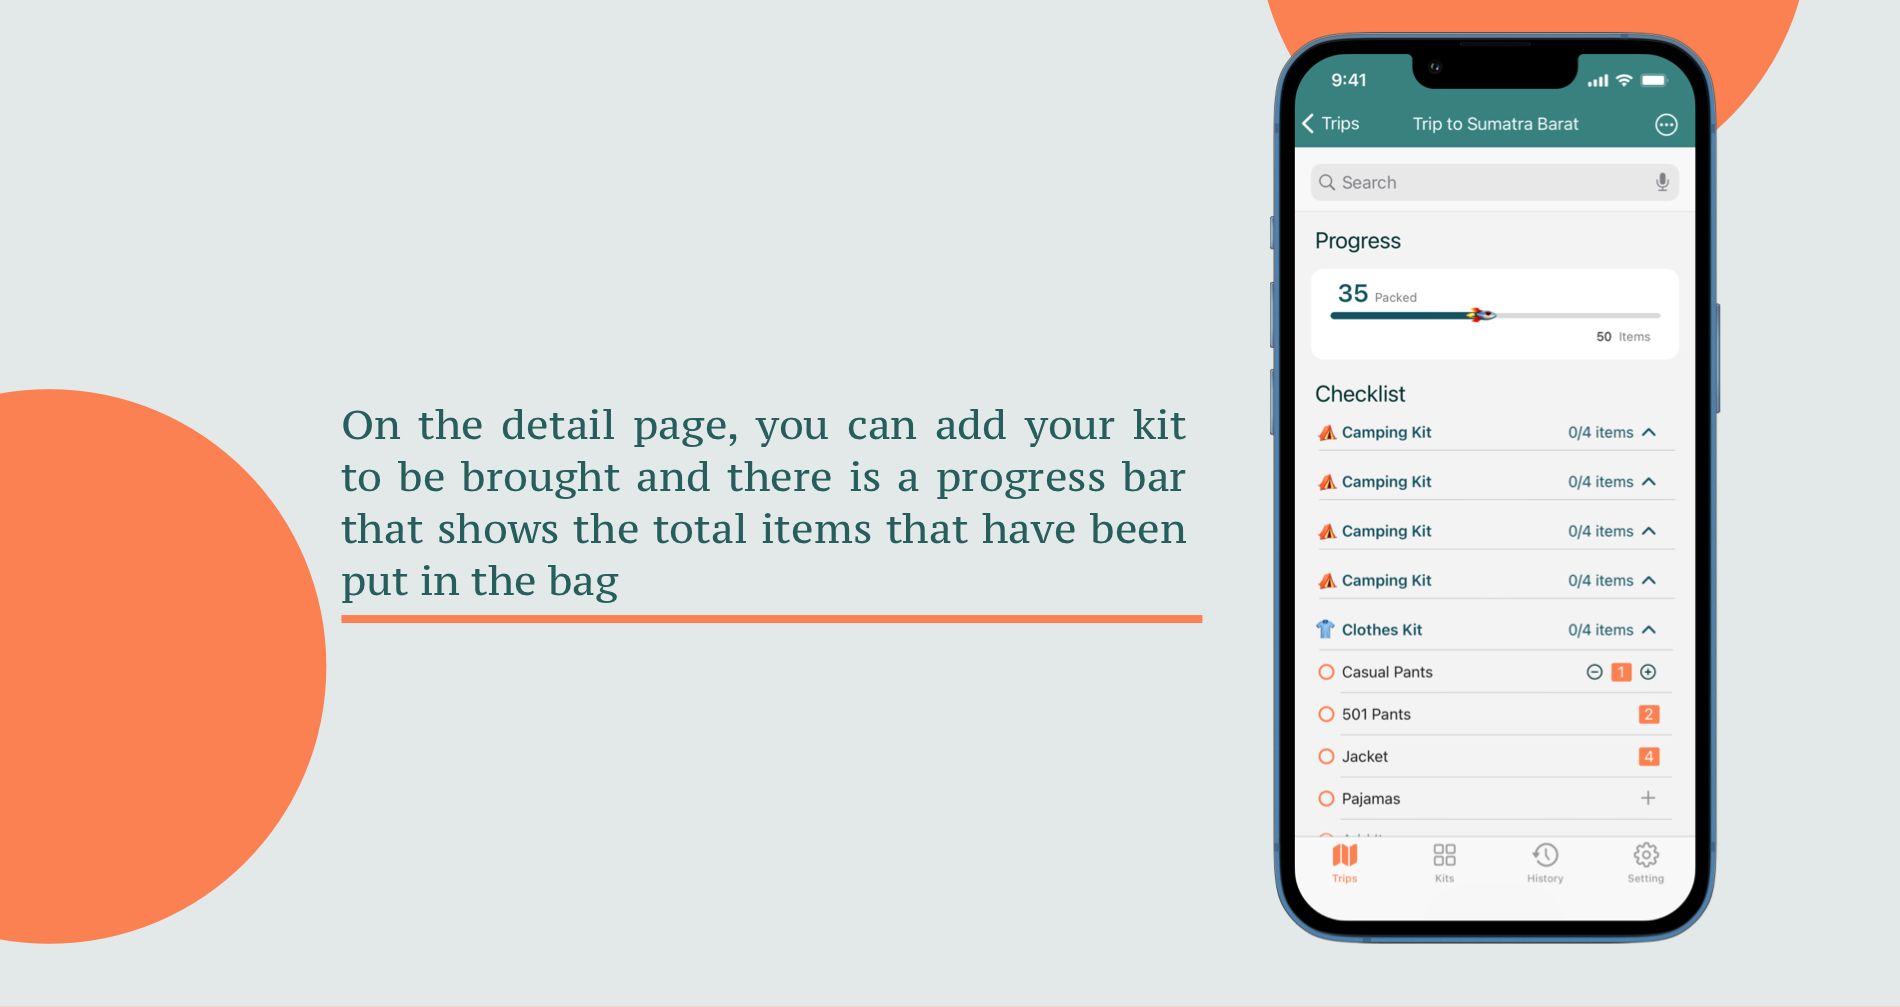 On the detail page, you can add your kit
to be brought and there is a progress bar
that shows the total items that have been
put in the bag
9:41
Trips
Trip to Sumatra Barat
Search
Progress
35 Packed
50 Items
Checklist
Camping Kit 0/4 items
Camping Kit 0/4 items
Camping Kit 0/4 items
Camping Kit 0/4 items
Clothes Kit 0/4 items
Casual Pants 1
501 Pants 2
Jacket 4
Pajamas
Trips Kits History Setting